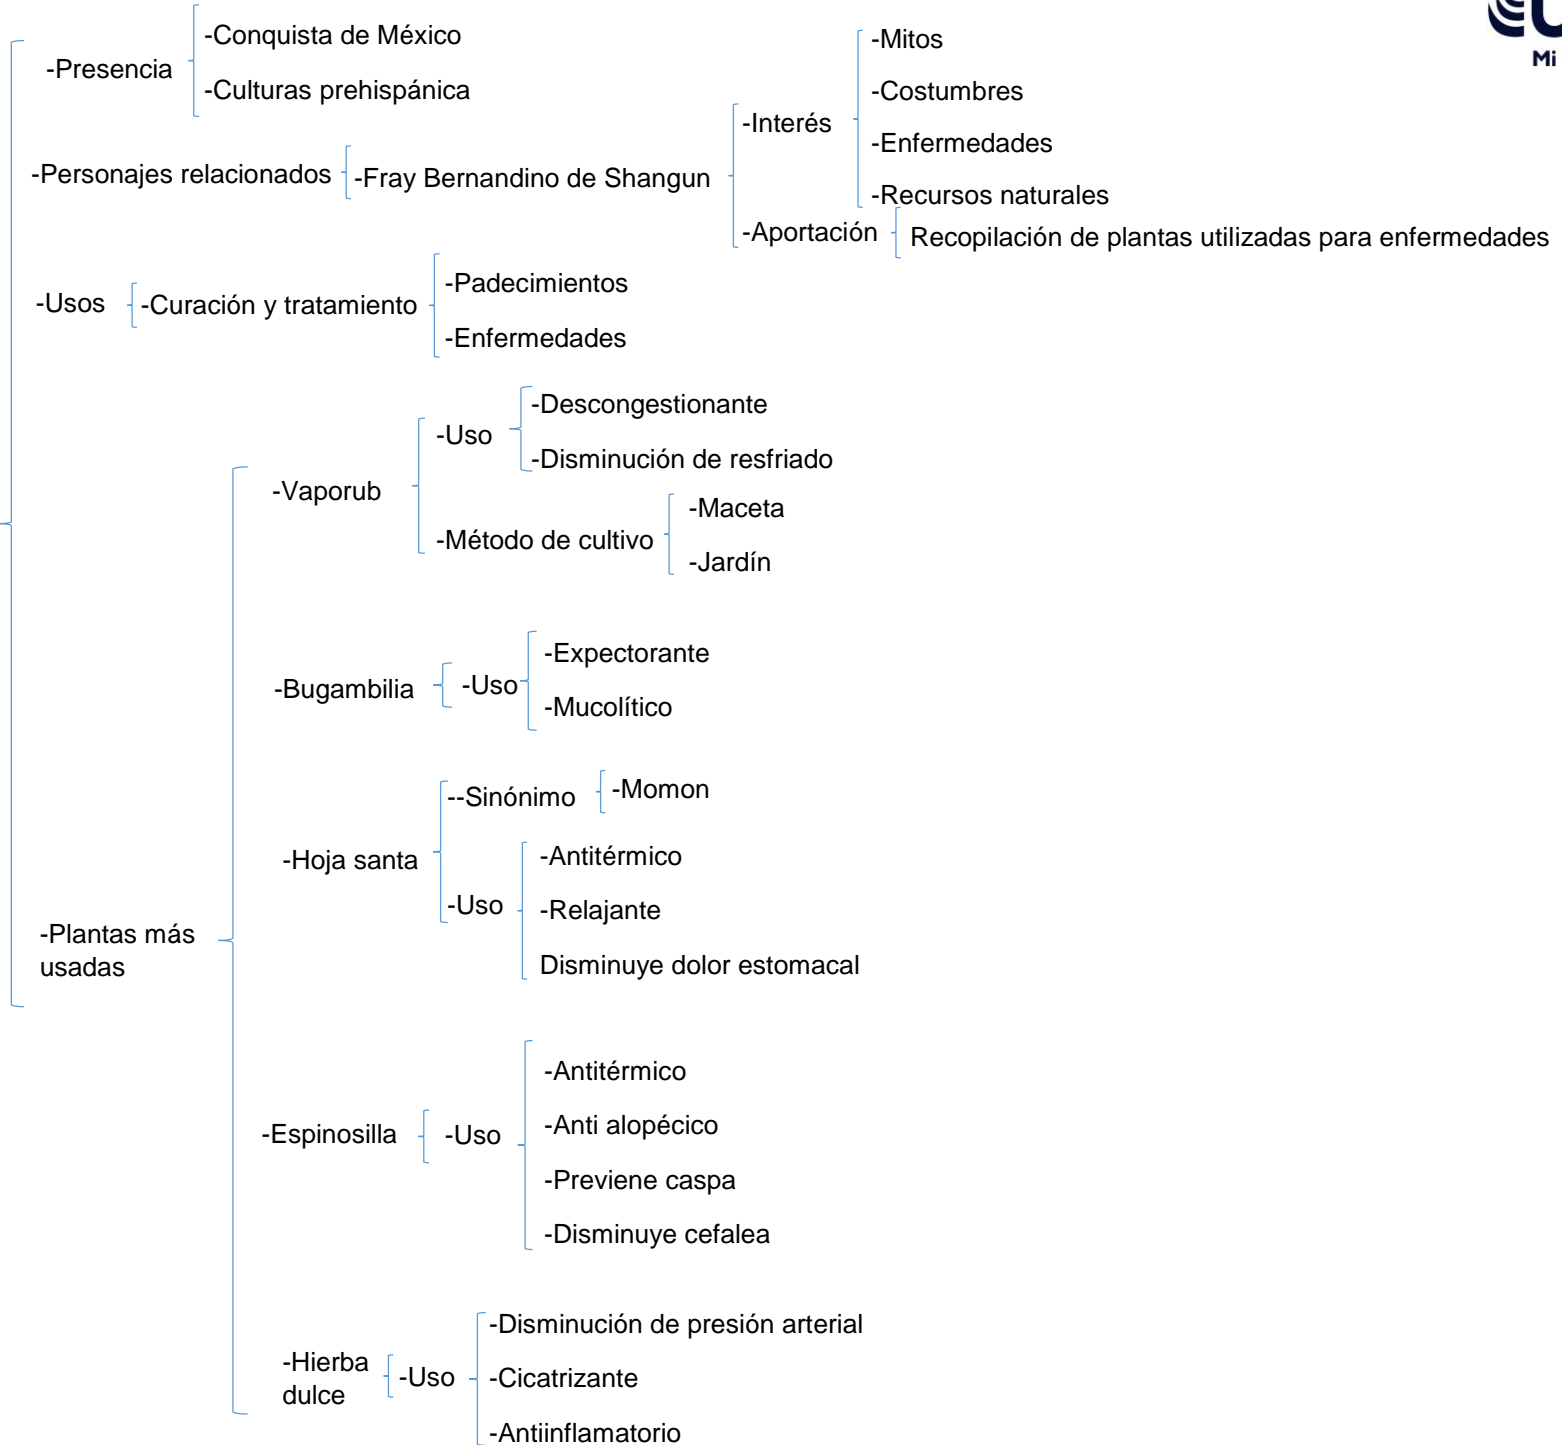 -Presencia
-Conquista de México
-Culturas prehispánica
-Personajes relacionados
-Fray Bernandino de Shangun
-Interés
-Mitos
-Costumbres
-Enfermedades
-Recursos naturales
-Aportación
Recopilación de plantas utilizadas para enfermedades
-Usos
-Curación y tratamiento
-Padecimientos
-Enfermedades
-Plantas más
usadas
-Vaporub
-Uso
-Descongestionante
-Disminución de resfriado
-Método de cultivo
-Maceta
-Jardín
-Bugambilia
-Uso
-Expectorante
-Mucolítico
-Hoja santa
--Sinónimo
-Momon
-Uso
-Antitérmico
-Relajante
Disminuye dolor estomacal
-Espinosilla
-Uso
-Antitérmico
-Anti alopécico
-Previene caspa
-Disminuye cefalea
-Hierba
dulce
-Uso
-Disminución de presión arterial
-Cicatrizante
-Antiinflamatorio
Mi